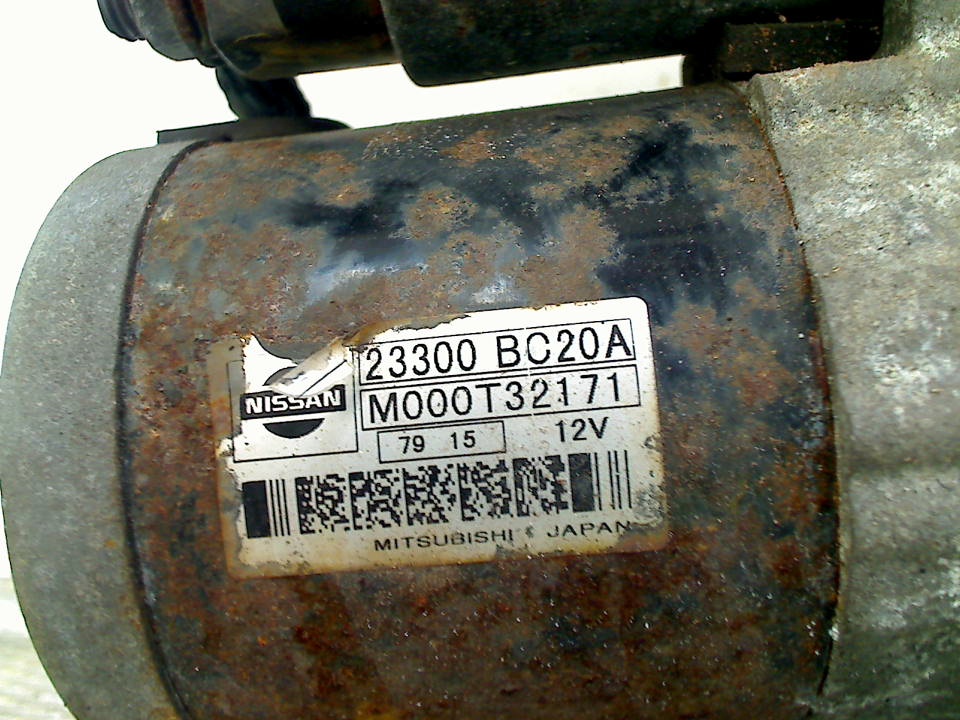 23300 BC20A
NISSAN
M000T32171
79 15
12V
MITSUBISHI JAPAN